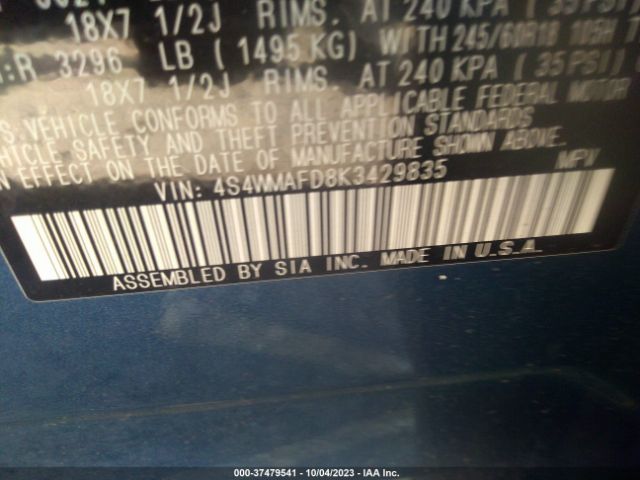 18X7 1/2J RIMS. AT 240 KPA ( 35 PSI)
:R 3296 LB ( 1495 KG) WITH 245/60R18 105H
18X7 1/2J RIMS. AT 240 KPA ( 35 PSI)
S. VEHICLE CONFORMS TO ALL APPLICABLE FEDERAL MOTOR
VEHICLE SAFETY AND THEFT PREVENTION STANDARDS
IN EFFECT ON THE DATE OF MANUFACTURE SHOWN ABOVE.
VIN: 4S4WMAFD8K3429835 MPV
ASSEMBLED BY SIA INC. MADE IN U.S.A.
000-37479541 - 10/04/2023 - IAA Inc.